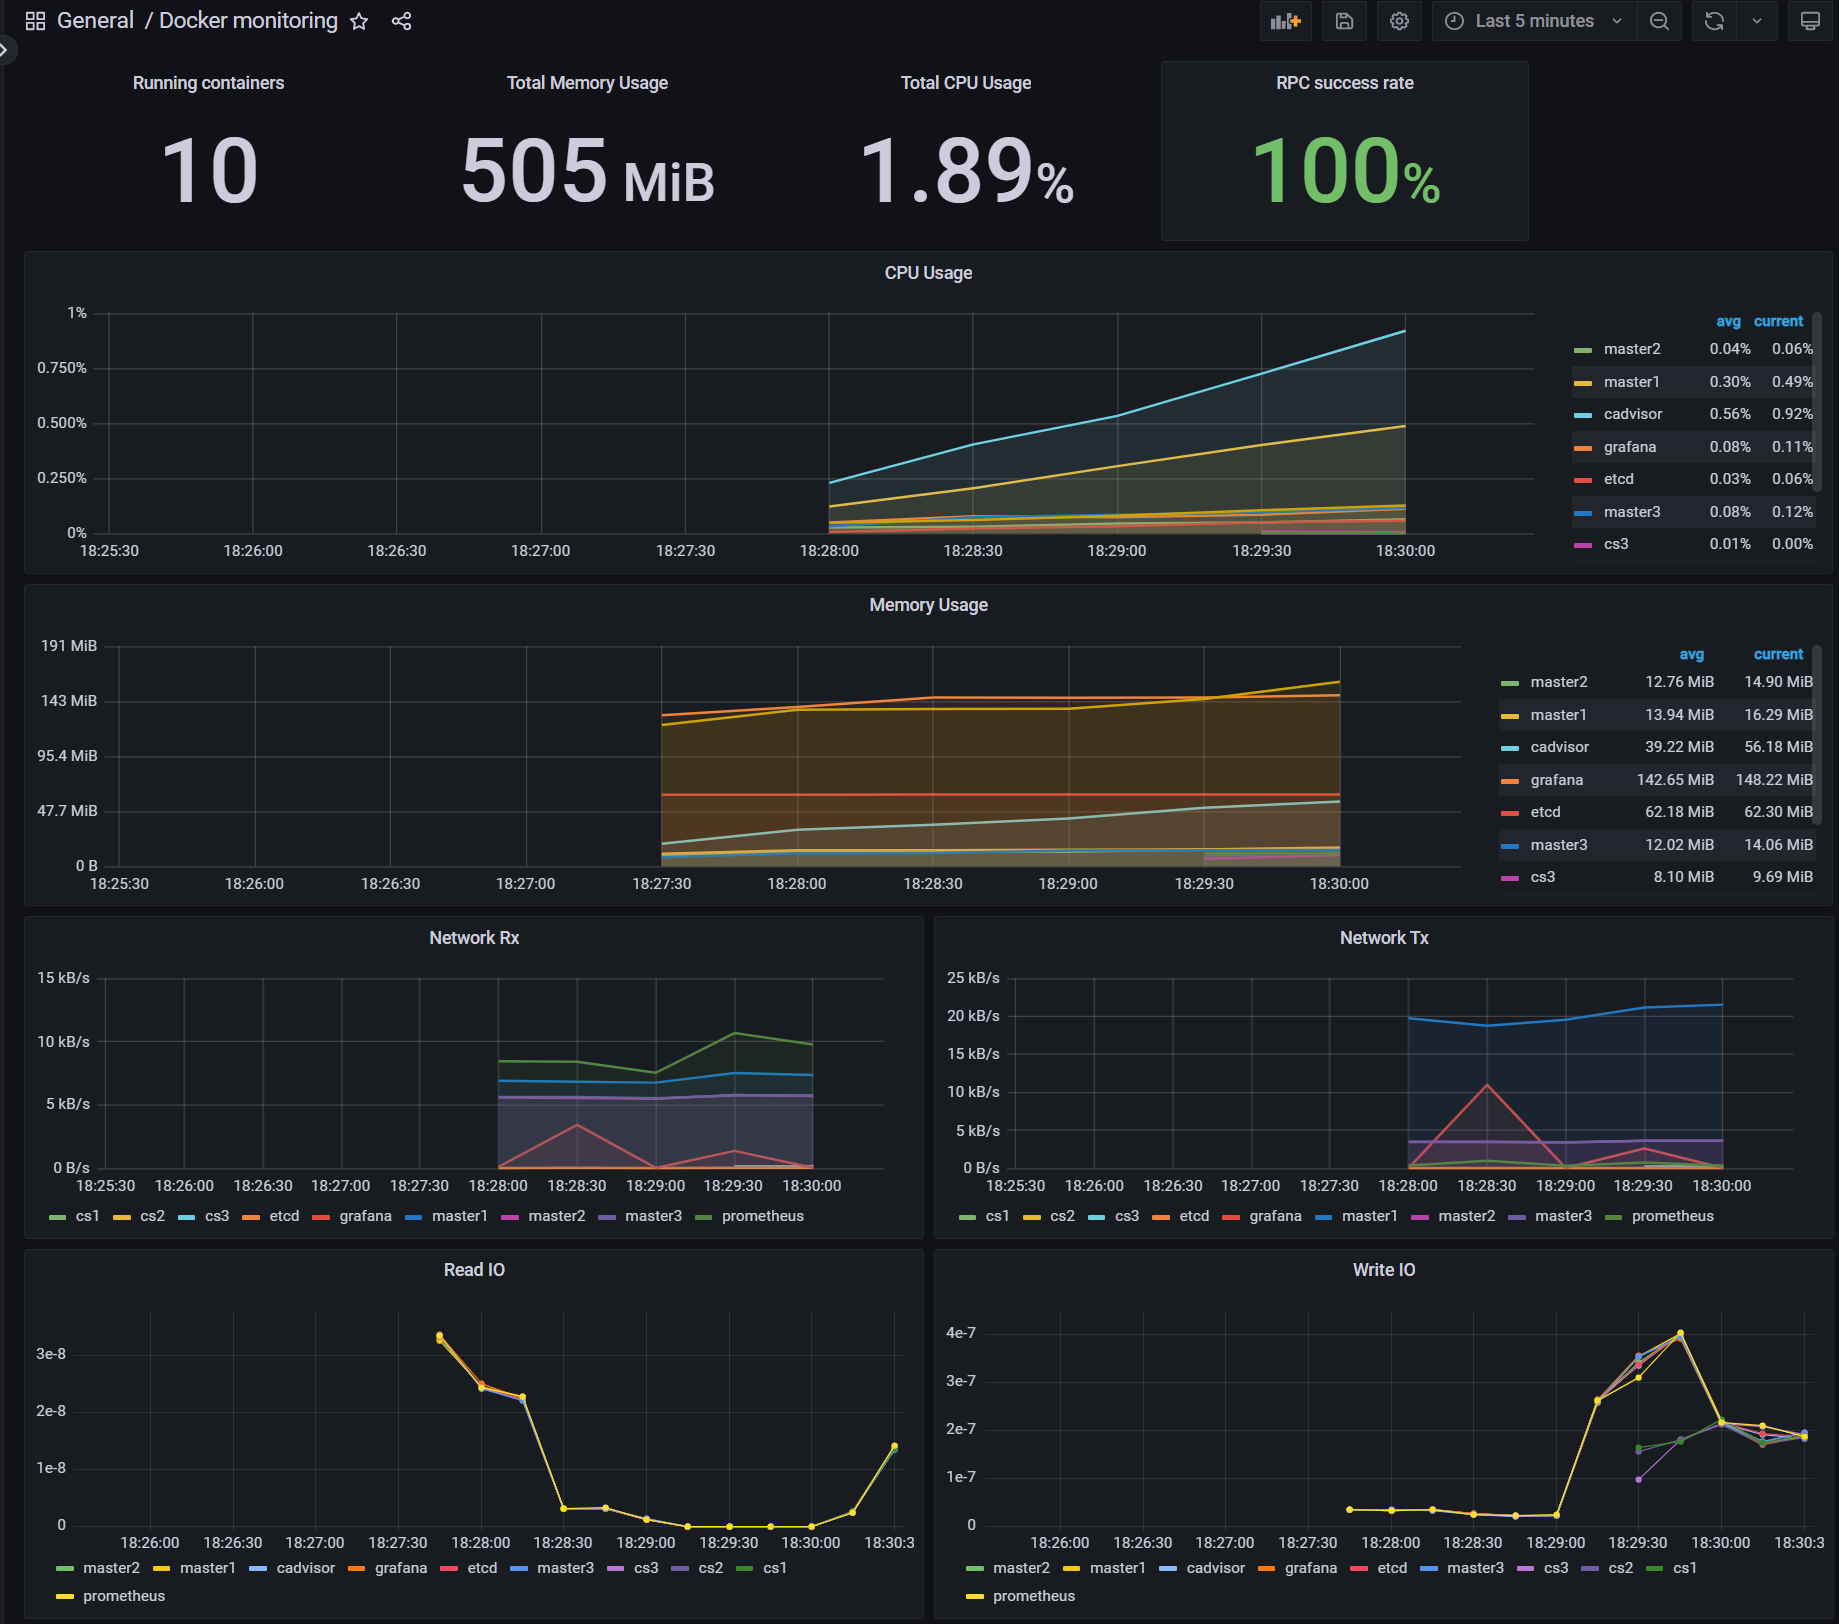 General / Docker monitoring
Last 5 minutes
Running containers
10
Total Memory Usage
505 MiB
Total CPU Usage
1.89%
RPC success rate
100%
CPU Usage
1%
0.750%
0.500%
0.250%
0%
18:25:30 18:26:00 18:26:30 18:27:00 18:27:30 18:28:00 18:28:30 18:29:00 18:29:30 18:30:00
avg current
master2 0.04% 0.06%
master1 0.30% 0.49%
cadvisor 0.56% 0.92%
grafana 0.08% 0.11%
etcd 0.03% 0.06%
master3 0.08% 0.12%
cs3 0.01% 0.00%
Memory Usage
191 MiB
143 MiB
95.4 MiB
47.7 MiB
0 B
18:25:30 18:26:00 18:26:30 18:27:00 18:27:30 18:28:00 18:28:30 18:29:00 18:29:30 18:30:00
avg current
master2 12.76 MiB 14.90 MiB
master1 13.94 MiB 16.29 MiB
cadvisor 39.22 MiB 56.18 MiB
grafana 142.65 MiB 148.22 MiB
etcd 62.18 MiB 62.30 MiB
master3 12.02 MiB 14.06 MiB
cs3 8.10 MiB 9.69 MiB
Network Rx
15 kB/s
10 kB/s
5 kB/s
0 B/s
18:25:30 18:26:00 18:26:30 18:27:00 18:27:30 18:28:00 18:28:30 18:29:00 18:29:30 18:30:00
cs1 cs2 cs3 etcd grafana master1 master2 master3 prometheus
Network Tx
25 kB/s
20 kB/s
15 kB/s
10 kB/s
5 kB/s
0 B/s
18:25:30 18:26:00 18:26:30 18:27:00 18:27:30 18:28:00 18:28:30 18:29:00 18:29:30 18:30:00
cs1 cs2 cs3 etcd grafana master1 master2 master3 prometheus
Read IO
3e-8
2e-8
1e-8
0
18:26:00 18:26:30 18:27:00 18:27:30 18:28:00 18:28:30 18:29:00 18:29:30 18:30:00 18:30:3
master2 master1 cadvisor grafana etcd master3 cs3 cs2 cs1
prometheus
Write IO
4e-7
3e-7
2e-7
1e-7
0
18:26:00 18:26:30 18:27:00 18:27:30 18:28:00 18:28:30 18:29:00 18:29:30 18:30:00 18:30:3
master2 master1 cadvisor grafana etcd master3 cs3 cs2 cs1
prometheus